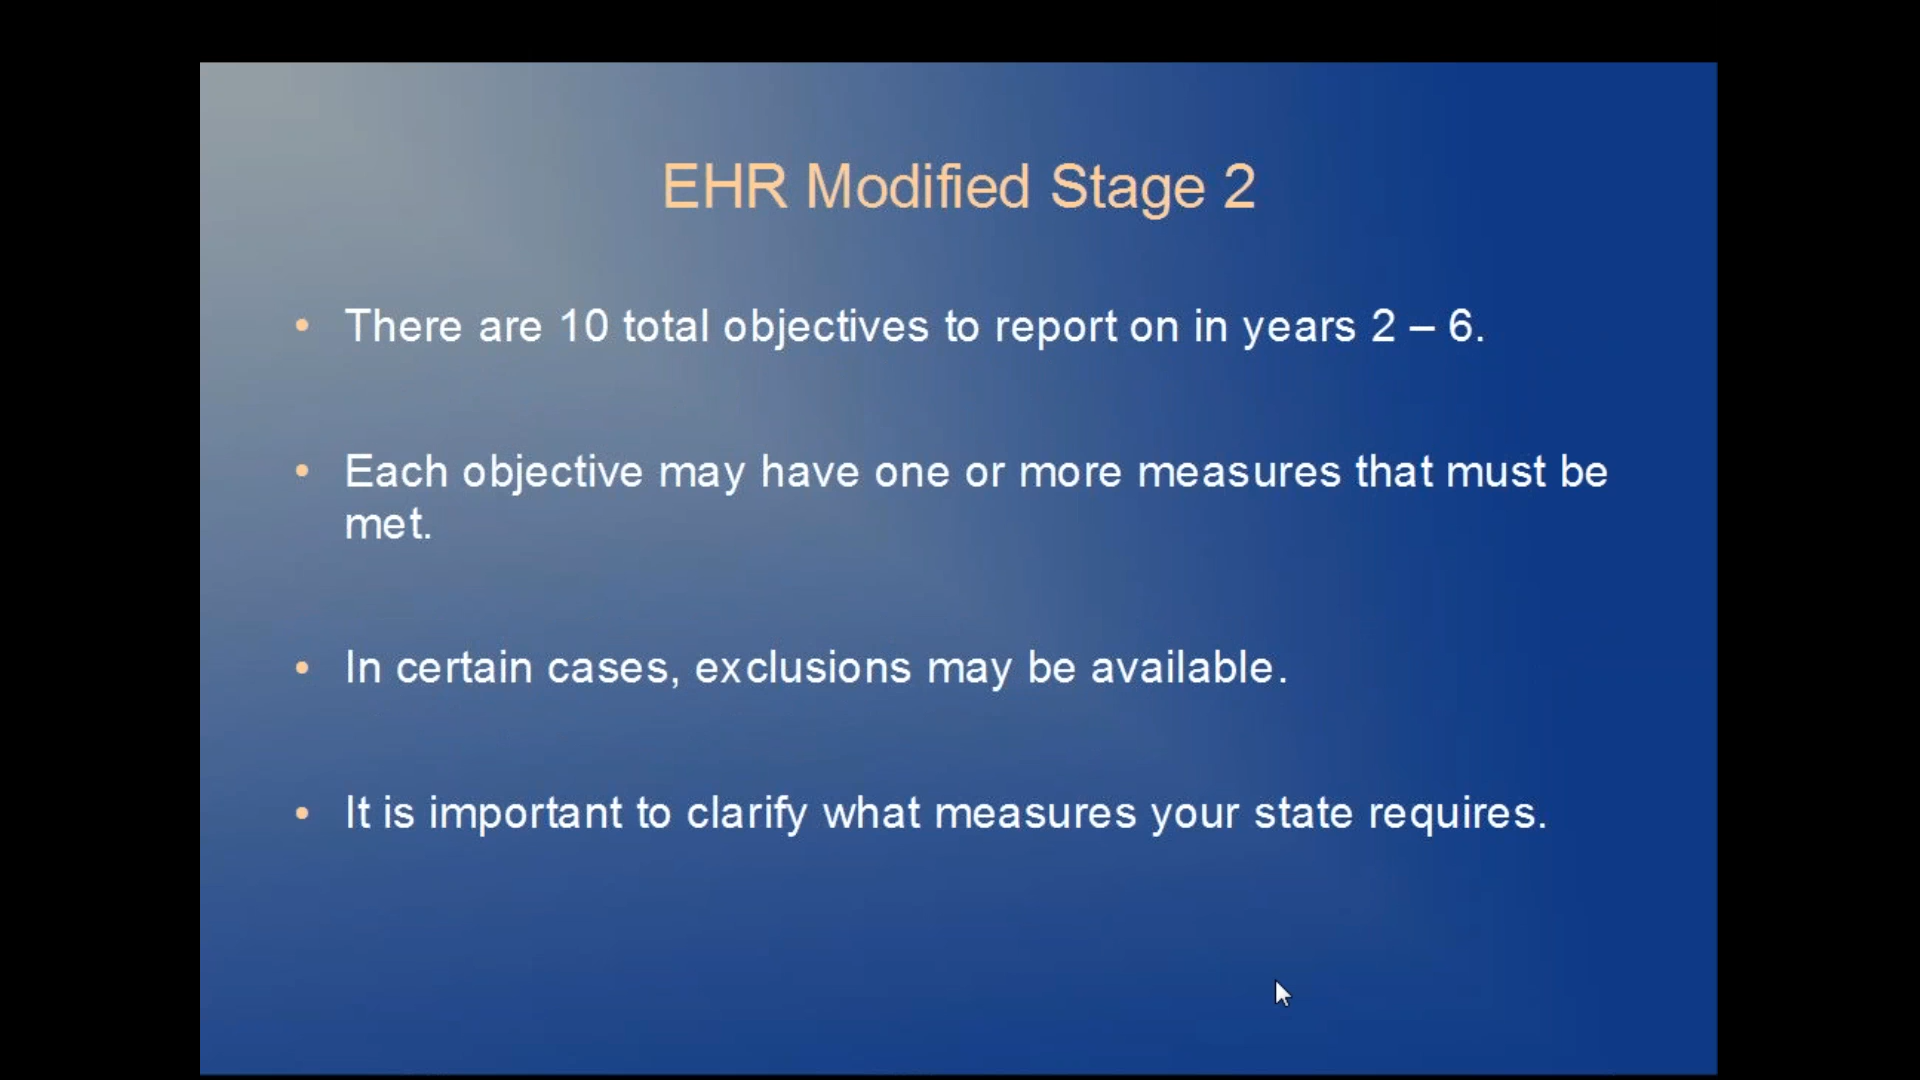 EHR Modified Stage 2
• There are 10 total objectives to report on in years 2 – 6.
• Each objective may have one or more measures that must be
met.
• In certain cases, exclusions may be available.
• It is important to clarify what measures your state requires.